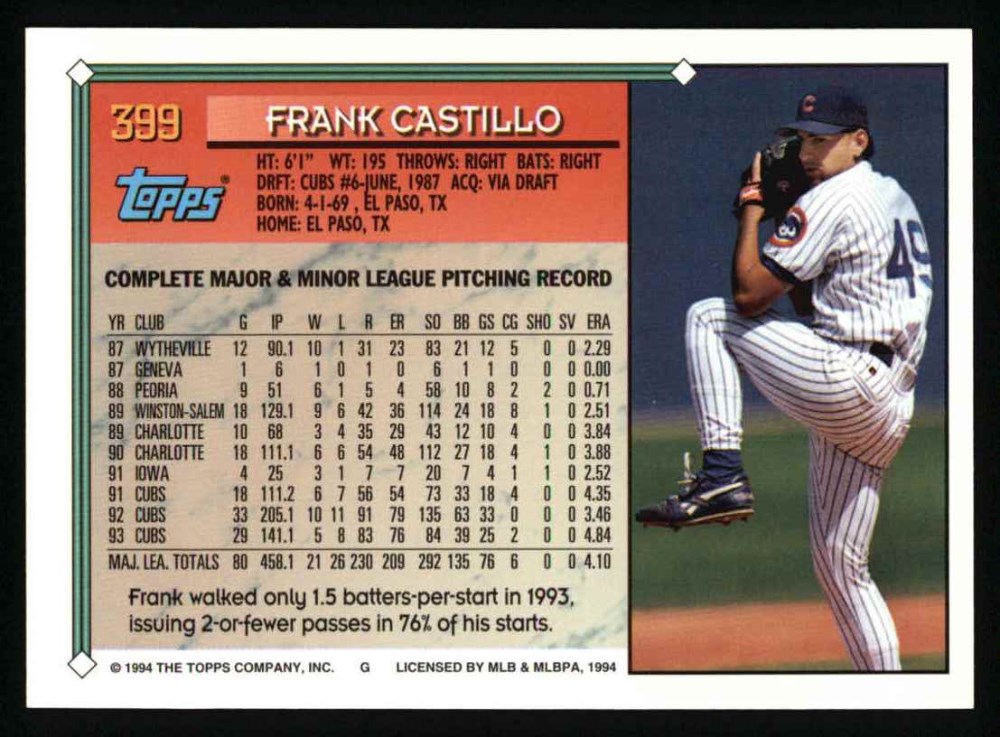 399
FRANK CASTILLO
TOPPS®
HT: 6'1" WT: 195 THROWS: RIGHT BATS: RIGHT
DRFT: CUBS #6-JUNE, 1987 ACQ: VIA DRAFT
BORN: 4-1-69 , EL PASO, TX
HOME: EL PASO, TX
COMPLETE MAJOR & MINOR LEAGUE PITCHING RECORD
YR CLUB G IP W L R ER SO BB GS CG SHO SV ERA
87 WYTHEVILLE 12 90.1 10 1 31 23 83 21 12 5 0 0 2.29
87 GENEVA 1 6 1 0 1 0 6 1 1 0 0 0 0.00
88 PEORIA 9 51 6 1 5 4 58 10 8 2 2 0 0.71
89 WINSTON-SALEM 18 129.1 9 6 42 36 114 24 18 8 1 0 2.51
89 CHARLOTTE 10 68 3 4 35 29 43 12 10 4 0 0 3.84
90 CHARLOTTE 18 111.1 6 6 54 48 112 27 18 4 1 0 3.88
91 IOWA 4 25 3 1 7 7 20 7 4 1 1 0 2.52
91 CUBS 18 111.2 6 7 56 54 73 33 18 4 0 0 4.35
92 CUBS 33 205.1 10 11 91 79 135 63 33 0 0 0 3.46
93 CUBS 29 141.1 5 8 83 76 84 39 25 2 0 0 4.84
MAJ. LEA. TOTALS 80 458.1 21 26 230 209 292 135 76 6 0 0 4.10
Frank walked only 1.5 batters-per-start in 1993,
issuing 2-or-fewer passes in 76% of his starts.
© 1994 THE TOPPS COMPANY, INC. G LICENSED BY MLB & MLBPA, 1994
C
49